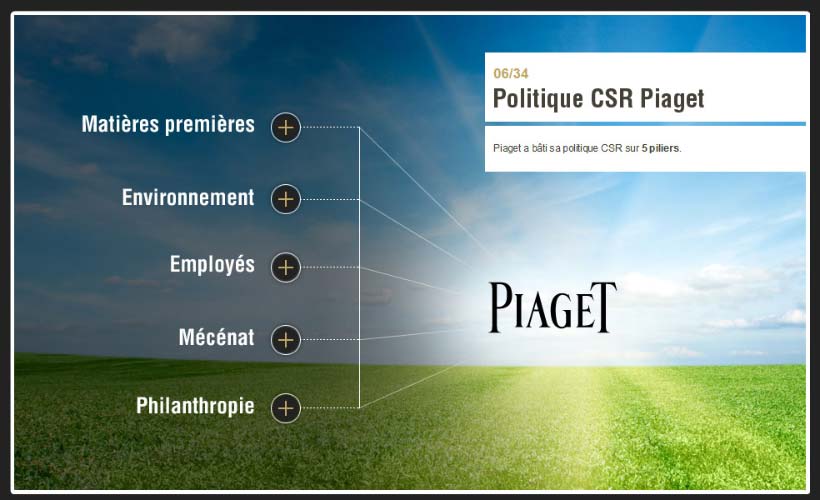 06/34
Politique CSR Piaget
Piaget a bâti sa politique CSR sur 5 piliers.
Matières premières
Environnement
Employés
Mécénat
Philanthropie
PIAGET